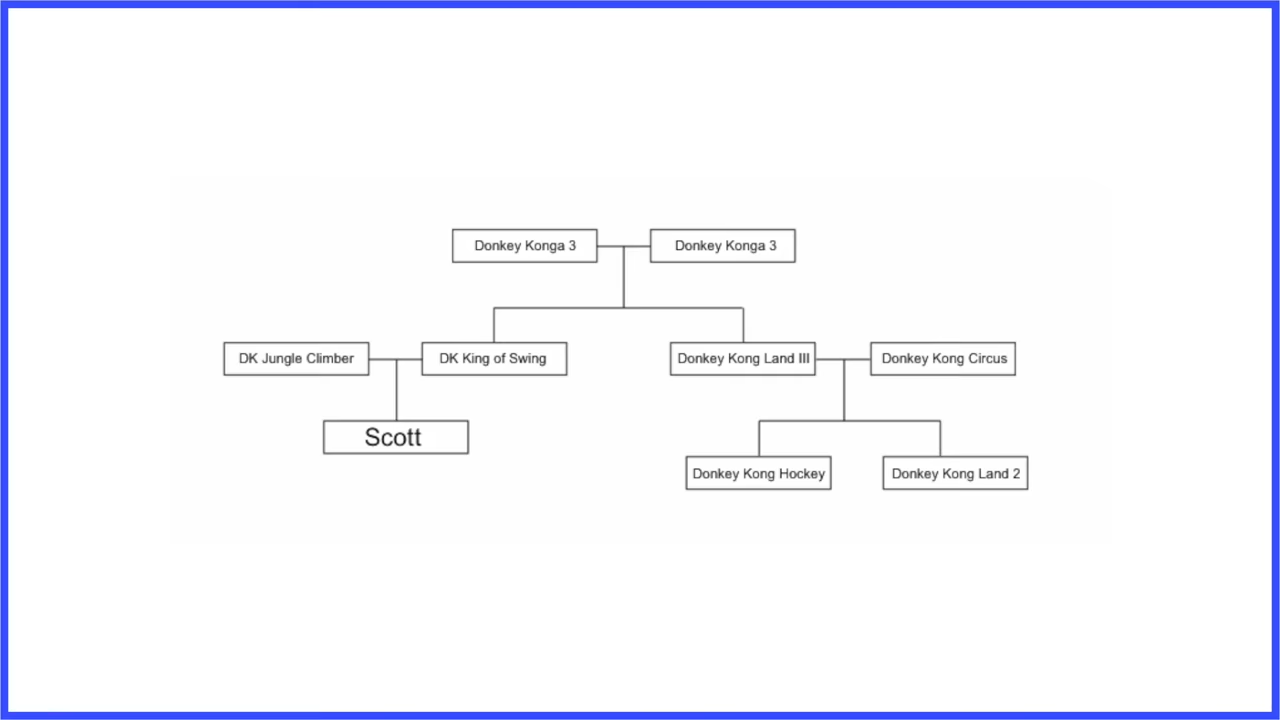 Donkey Konga 3
Donkey Konga 3
DK Jungle Climber
DK King of Swing
Donkey Kong Land III
Donkey Kong Circus
Scott
Donkey Kong Hockey
Donkey Kong Land 2